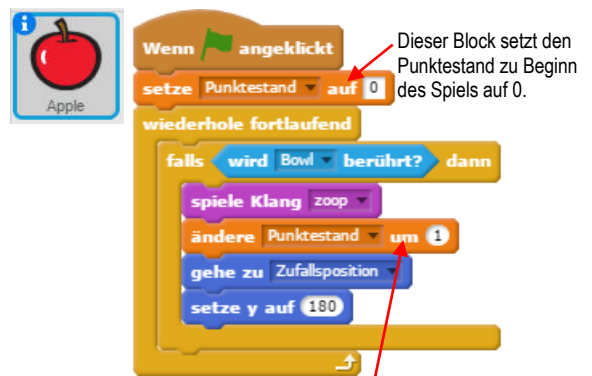 i
Apple
Wenn angeklickt
Dieser Block setzt den
Punktestand zu Beginn
des Spiels auf 0.
setze Punktestand auf 0
wiederhole fortlaufend
falls wird Bowl berührt? dann
spiele Klang zoop
ändere Punktestand um 1
gehe zu Zufallsposition
setze y auf 180